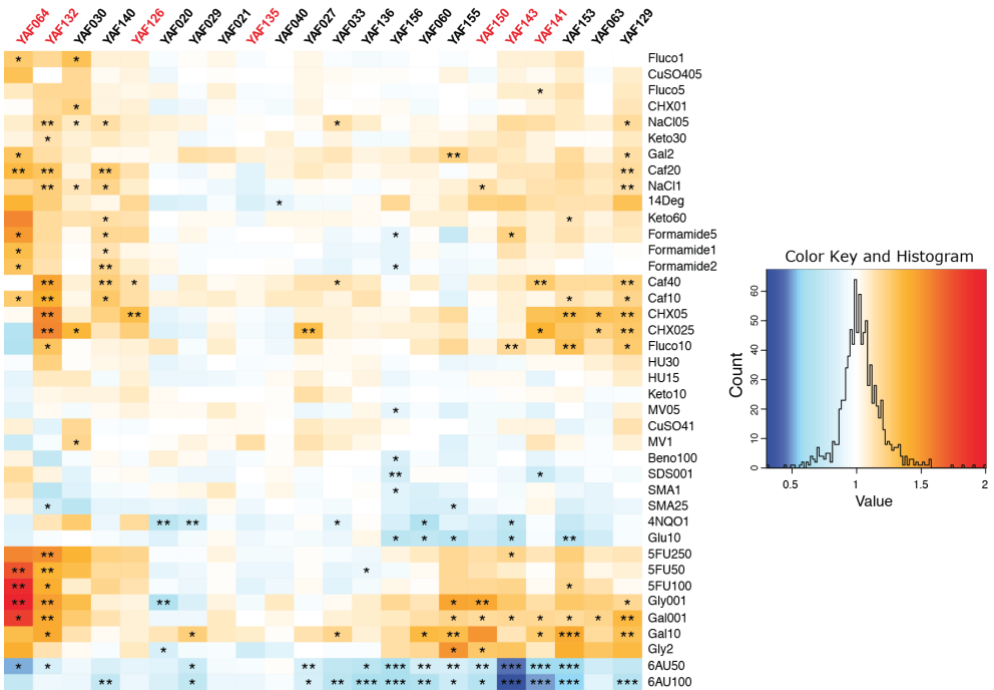 YAF064 YAF132 YAF030 YAF140 YAF126 YAF020 YAF029 YAF021 YAF135 YAF040 YAF027 YAF033 YAF136 YAF156 YAF060 YAF155 YAF150 YAF143 YAF141 YAF153 YAF063 YAF129
* * Fluco1
CuSO405
* Fluco5
* CHX01
** * * * * NaCl05
* Keto30
* ** * Gal2
** ** ** ** Caf20
** * * * ** NaCl1
* 14Deg
* * Keto60
* * * * Formamide5
* * Formamide1
* ** * Formamide2
** ** * * ** ** Caf40
* ** * * * Caf10
** ** ** * ** CHX05
** * ** * * ** CHX025
* ** ** * Fluco10
HU30
HU15
Keto10
* MV05
CuSO41
* MV1
* Beno100
** * SDS001
* SMA1
* * SMA25
** ** * * * 4NQO1
* * * * ** Glu10
** * 5FU250
** ** * 5FU50
** * * 5FU100
** ** ** * ** * Gly001
* ** * * * * * * ** Gal001
* * * * ** * *** ** Gal10
* * * Gly2
* * * ** * *** ** ** ** *** *** *** 6AU50
** * * ** *** *** ** * * *** *** *** *** 6AU100
Color Key and Histogram
Count
0 10 20 30 40 50 60
0.5 1 1.5 2
Value